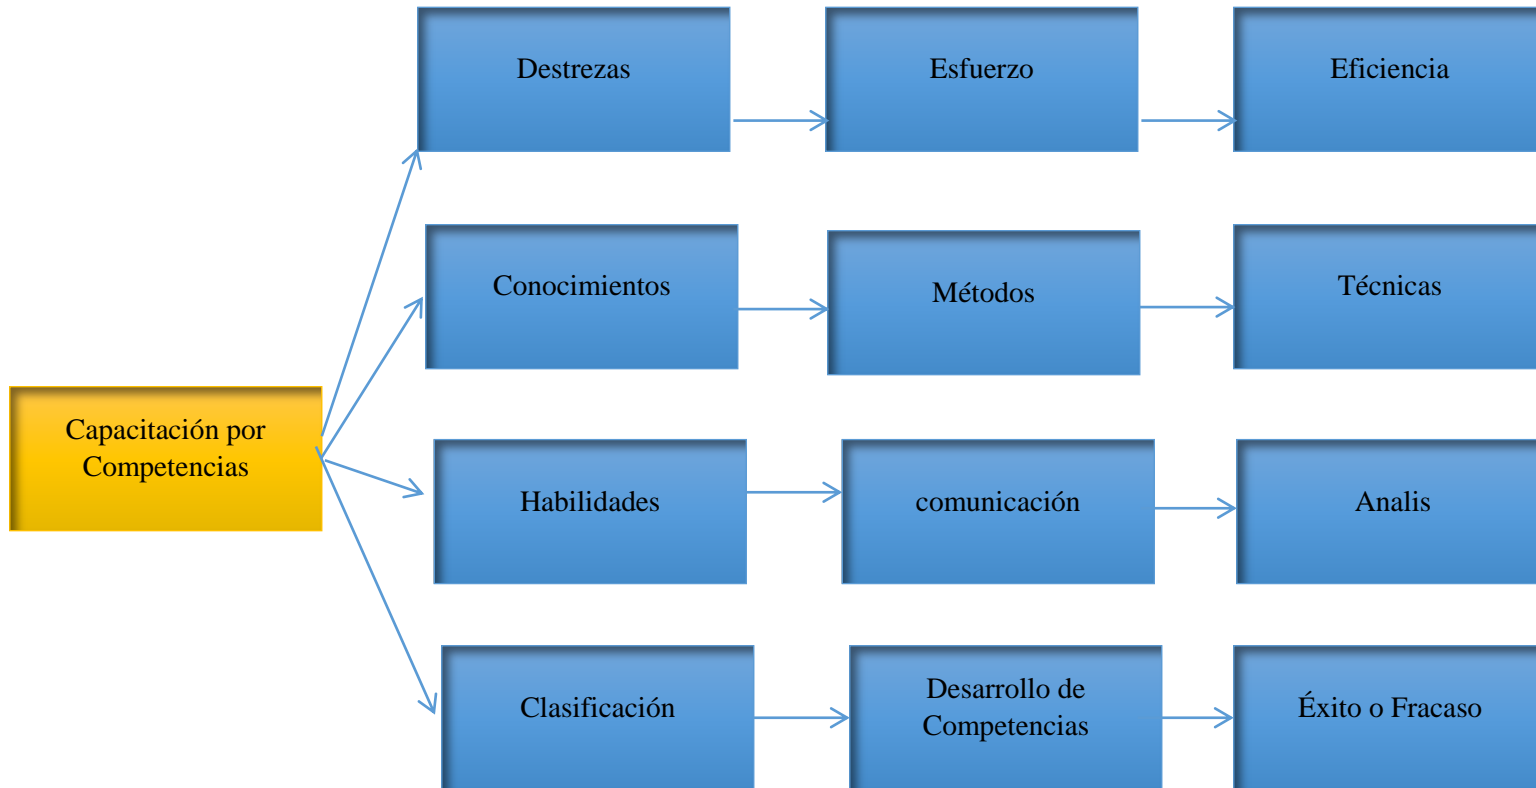 Destrezas
Esfuerzo
Eficiencia
Conocimientos
Métodos
Técnicas
Capacitación por
Competencias
Habilidades
comunicación
Analis
Clasificación
Desarrollo de
Competencias
Éxito o Fracaso